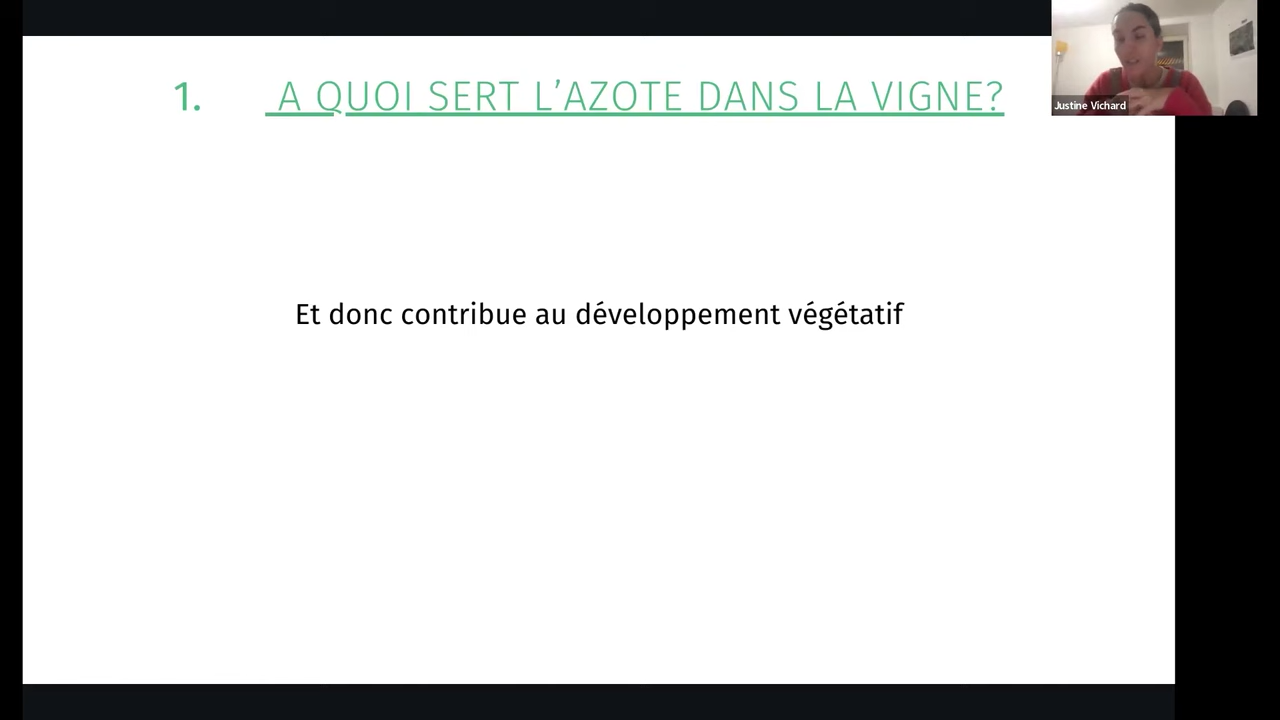 1. A QUOI SERT L’AZOTE DANS LA VIGNE?
Justine Vichard
Et donc contribue au développement végétatif